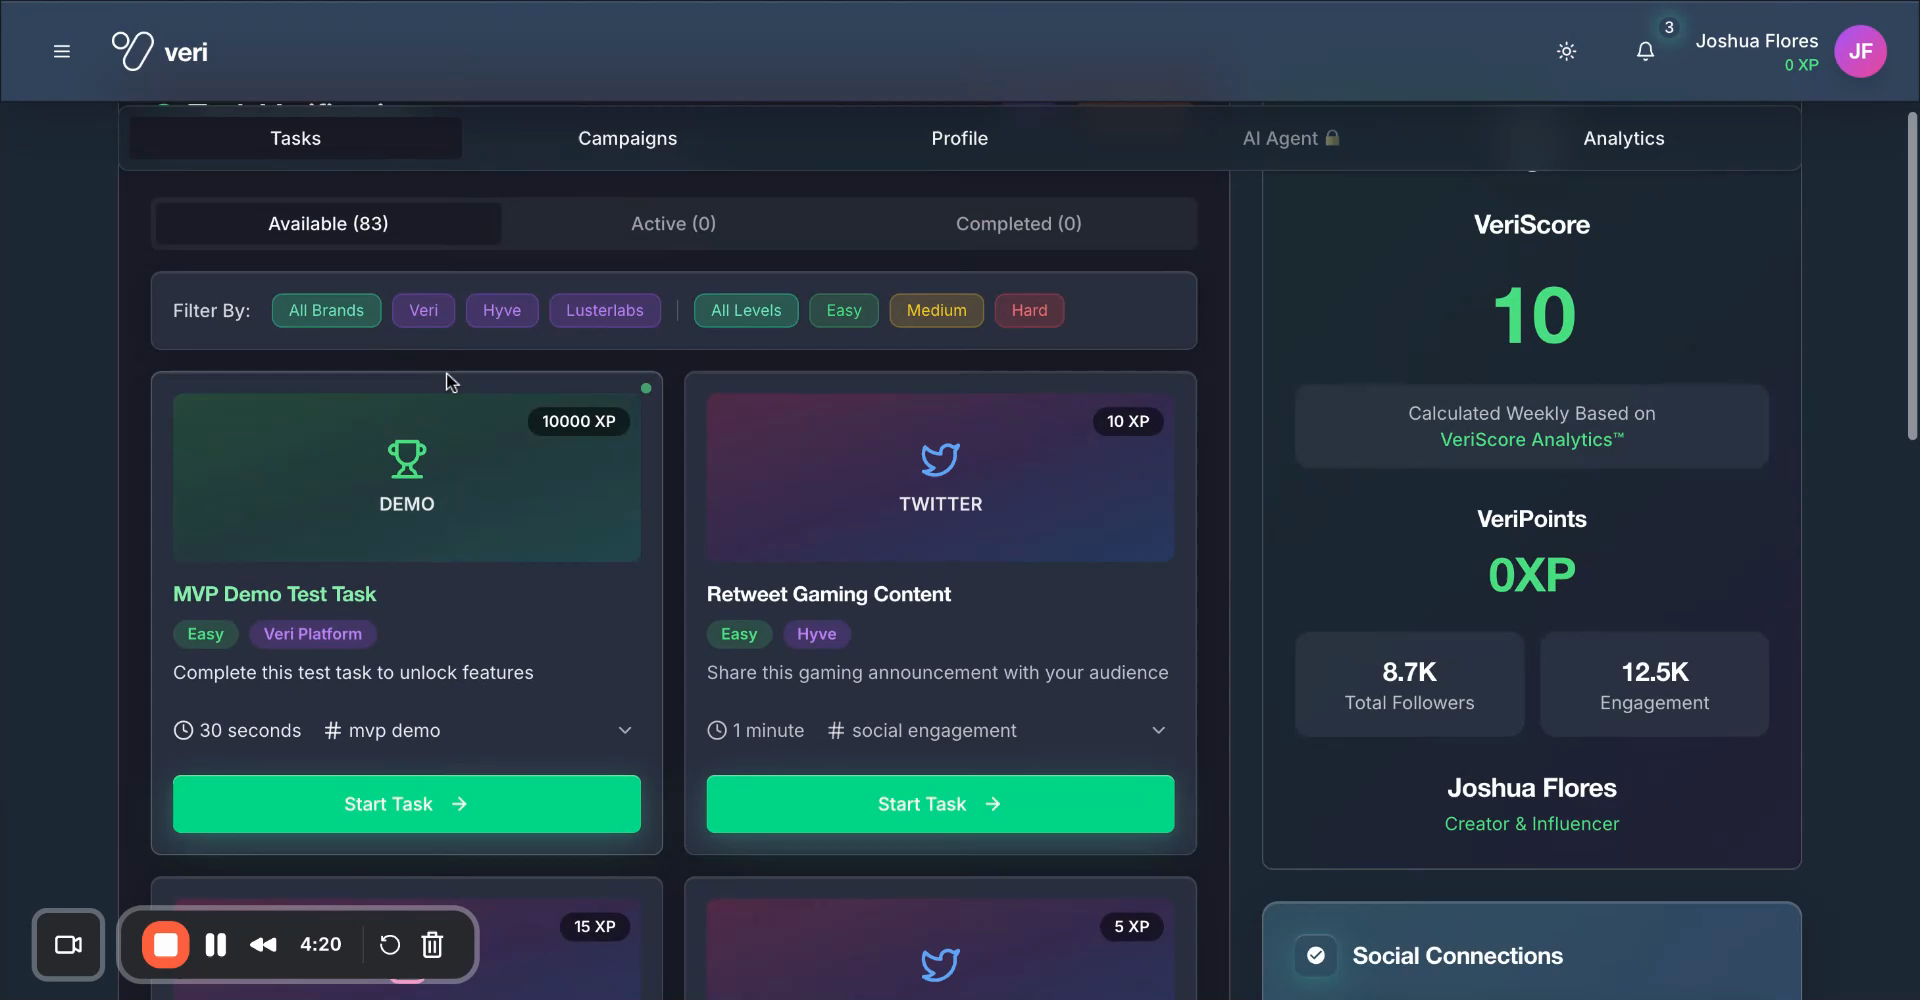 veri
3
Joshua Flores
0 XP
JF
Tasks
Campaigns
Profile
AI Agent
Analytics
Available (83)
Active (0)
Completed (0)
Filter By:
All Brands
Veri
Hyve
Lusterlabs
All Levels
Easy
Medium
Hard
10000 XP
DEMO
MVP Demo Test Task
Easy
Veri Platform
Complete this test task to unlock features
30 seconds
# mvp demo
Start Task →
10 XP
TWITTER
Retweet Gaming Content
Easy
Hyve
Share this gaming announcement with your audience
1 minute
# social engagement
Start Task →
15 XP
5 XP
VeriScore
10
Calculated Weekly Based on
VeriScore Analytics™
VeriPoints
0XP
8.7K
Total Followers
12.5K
Engagement
Joshua Flores
Creator & Influencer
Social Connections
4:20